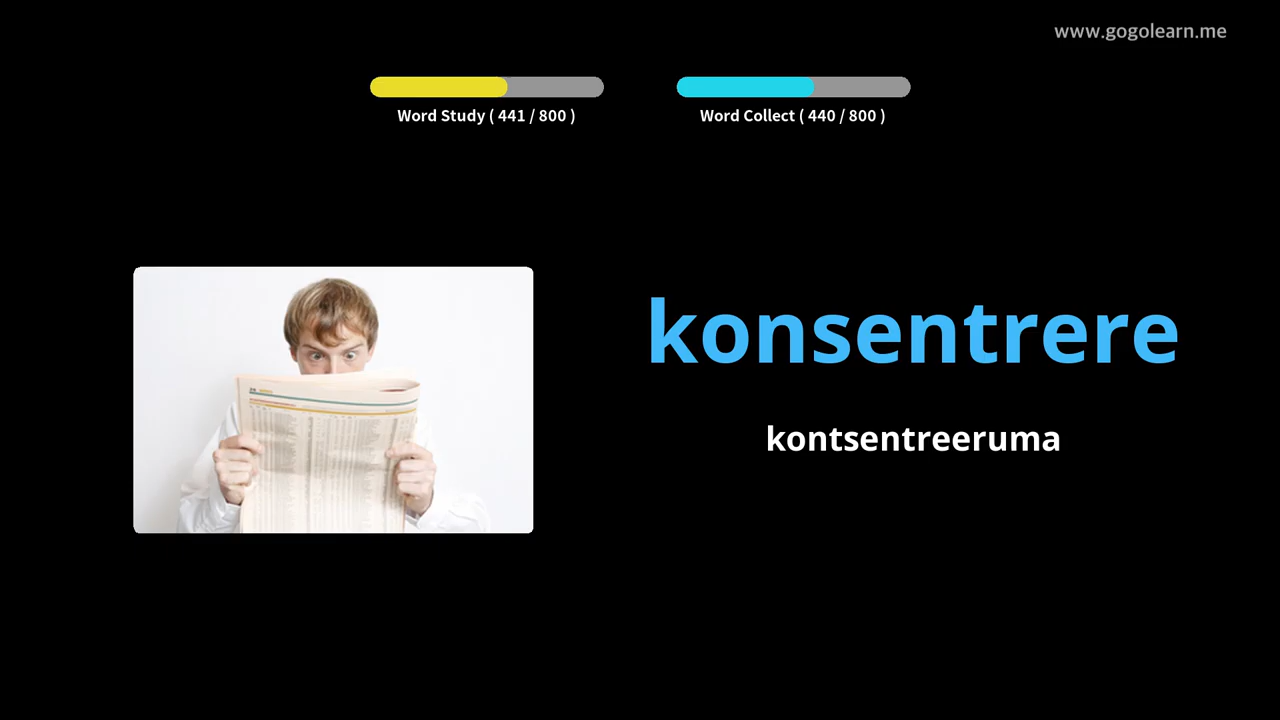 www.gogolearn.me
Word Study ( 441 / 800 )
Word Collect ( 440 / 800 )
konsentrere
kontsentreeruma